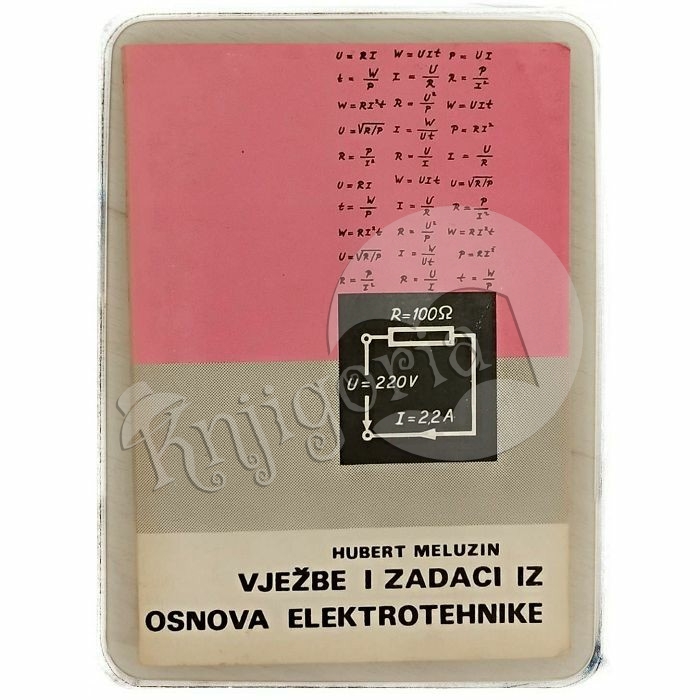 U = RI W = UIt P = UI
t = W/P I = U/R R = P/I²
W = RI²t R = U²/P W = UIt
U = √R/P I = W/Ut P = RI²
R = P/I² R = U/I I = U/R
U = RI W = UIt U = √R/P
t = W/P I = U/R R = P/I²
W = RI²t R = U²/P W = RI²t
U = √R/P I = W/Ut P = RI²
R = P/I² R = U/I t = W/P
R = 100Ω
U = 220V
I = 2,2A
Knjigoria
HUBERT MELUZIN
VJEŽBE I ZADACI IZ
OSNOVA ELEKTROTEHNIKE